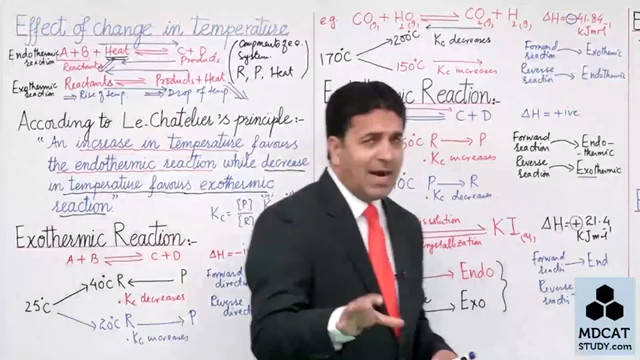 Effect of change in temperature
Endothermic reaction A + B + Heat ⇌ C + D
Reactants Products
Exothermic reaction Reactants ⇌ Products + Heat
Rise of temp. Drop of temp.
Components of eq. system.
R, P, Heat
According to Le.Chatelier's principle:-
"An increase in temperature favours
the endothermic reaction while decrease
in temperature favours exothermic
reaction"
Kc = [P]
[R]
Exothermic Reaction:-
A + B ⇌ C + D
ΔH = -i
25°C
40°C R ← P
• Kc decreases
20°C R → P
• Kc increases
Forward
direct
Reverse
direct
eg. CO(g) + H2O(g) ⇌ CO2(g) + H2(g)
ΔH = -41.84
KJmol-1
170°C
200°C ← Kc decreases
150°C → Kc increases
Forward reaction → Exothermic
Reverse reaction → Endothermic
Reaction:-
⇌ C + D
ΔH = +ive
R → P
• Kc increases
P → R
• Kc decreases
Forward reaction → Endothermic
Reverse reaction → Exothermic
KI(aq)
ΔH = +21.4
KJmol-1
Endo
Exo
Forward → End
MDCAT
STUDY.com